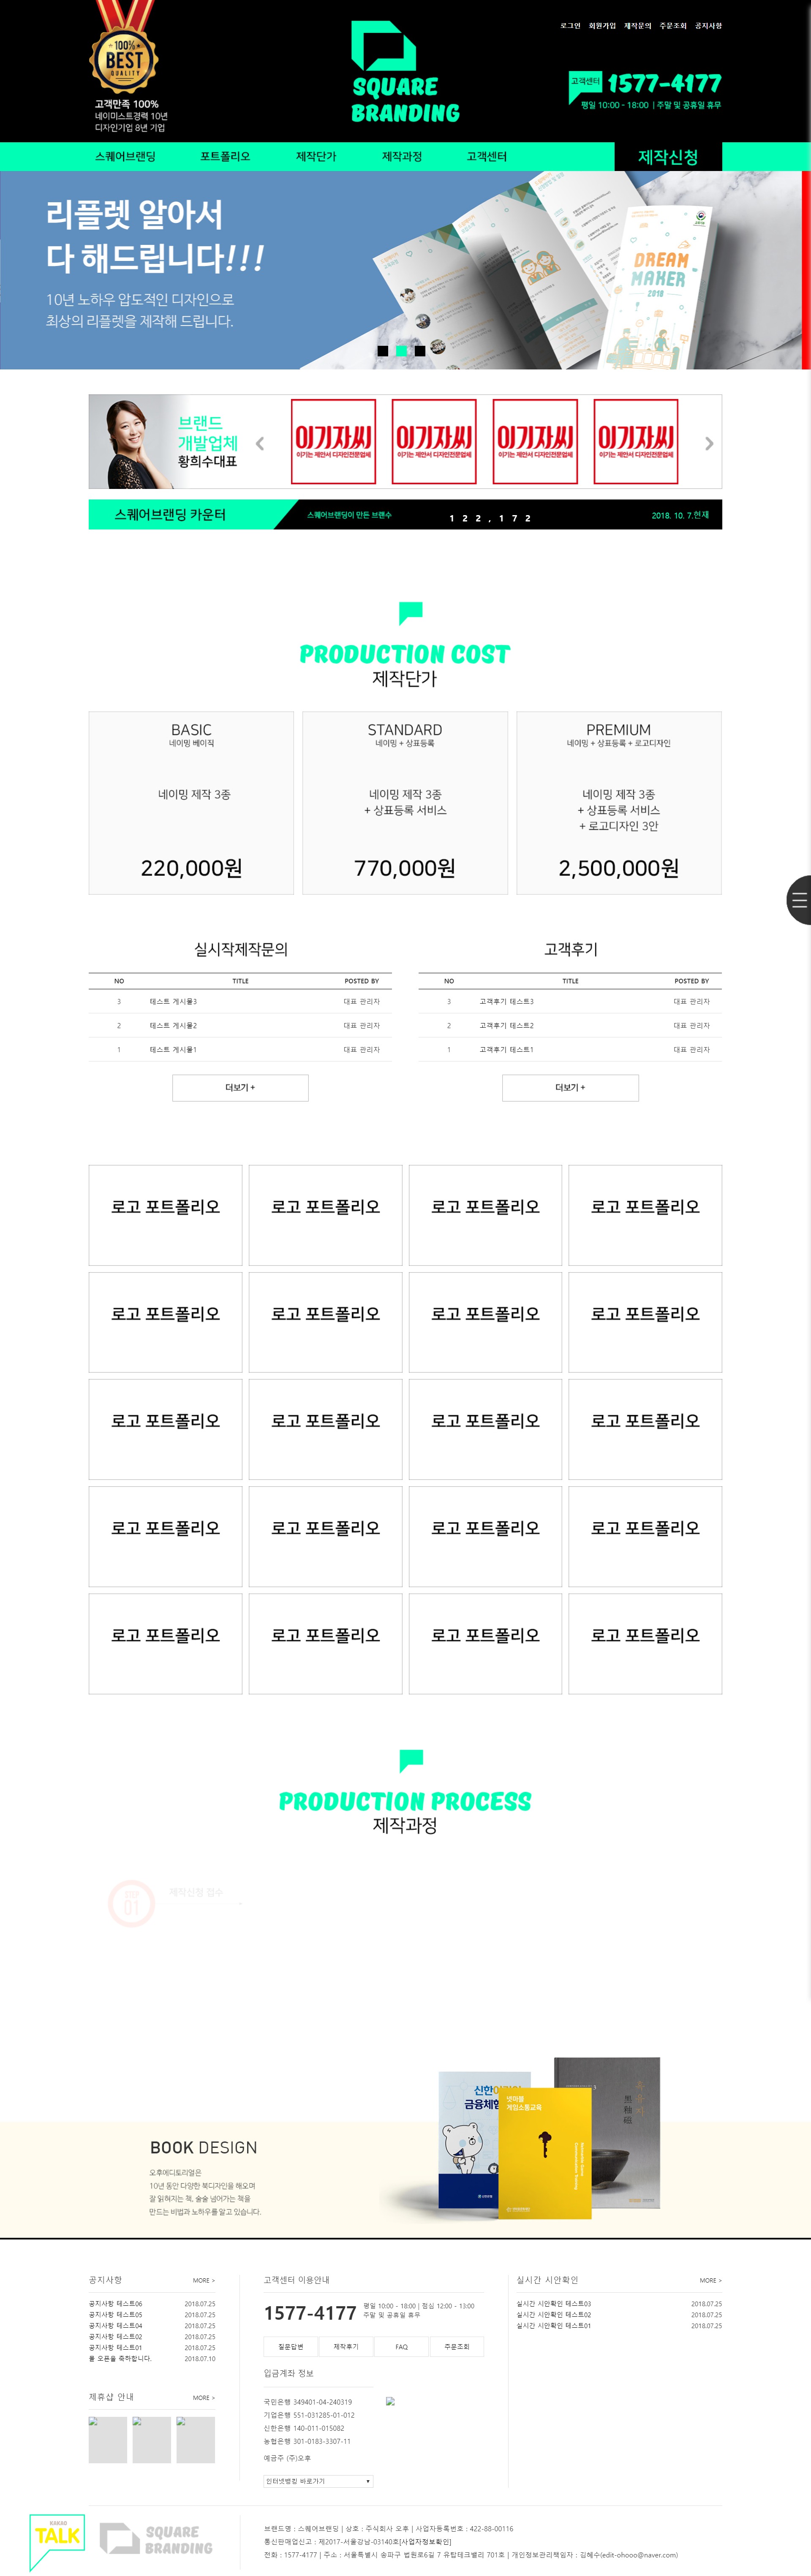 로그인 회원가입 제작문의 주문조회 공지사항
100%
BEST
QUALITY
고객만족 100%
네이미스트경력 10년
디자인기업 8년 기업
SQUARE
BRANDING
고객센터 1577-4177
평일 10:00 - 18:00 | 주말 및 공휴일 휴무
스퀘어브랜딩 포트폴리오 제작단가 제작과정 고객센터 제작신청
리플렛 알아서
다 해드립니다!!!
10년 노하우 압도적인 디자인으로
최상의 리플렛을 제작해 드립니다.
DREAM
MAKER
2018
브랜드
개발업체
황희수대표
이기자씨 이기자씨 이기자씨 이기자씨
이기는 제안서 디자인전문업체 이기는 제안서 디자인전문업체 이기는 제안서 디자인전문업체 이기는 제안서 디자인전문업체
스퀘어브랜딩 카운터 스퀘어브랜딩이 만든 브랜수 1 2 2 , 1 7 2 2018. 10. 7.현재
PRODUCTION COST
제작단가
BASIC
네이밍 베이직
네이밍 제작 3종
220,000원
STANDARD
네이밍 + 상표등록
네이밍 제작 3종
+ 상표등록 서비스
770,000원
PREMIUM
네이밍 + 상표등록 + 로고디자인
네이밍 제작 3종
+ 상표등록 서비스
+ 로고디자인 3안
2,500,000원
실시작제작문의
NO TITLE POSTED BY
3 테스트 게시물3 대표 관리자
2 테스트 게시물2 대표 관리자
1 테스트 게시물1 대표 관리자
더보기 +
고객후기
NO TITLE POSTED BY
3 고객후기 테스트3 대표 관리자
2 고객후기 테스트2 대표 관리자
1 고객후기 테스트1 대표 관리자
더보기 +
로고 포트폴리오 로고 포트폴리오 로고 포트폴리오 로고 포트폴리오
로고 포트폴리오 로고 포트폴리오 로고 포트폴리오 로고 포트폴리오
로고 포트폴리오 로고 포트폴리오 로고 포트폴리오 로고 포트폴리오
로고 포트폴리오 로고 포트폴리오 로고 포트폴리오 로고 포트폴리오
로고 포트폴리오 로고 포트폴리오 로고 포트폴리오 로고 포트폴리오
PRODUCTION PROCESS
제작과정
STEP
01
제작신청 접수
BOOK DESIGN
오후에디토리얼은
10년 동안 다양한 북디자인을 해오며
잘 읽혀지는 책, 술술 넘어가는 책을
만드는 비법과 노하우를 알고 있습니다.
넷마블
게임소통교육
공지사항 MORE >
공지사항 테스트06 2018.07.25
공지사항 테스트05 2018.07.25
공지사항 테스트04 2018.07.25
공지사항 테스트02 2018.07.25
공지사항 테스트01 2018.07.25
몰 오픈을 축하합니다. 2018.07.10
제휴샵 안내 MORE >
고객센터 이용안내
1577-4177
평일 10:00 - 18:00 | 점심 12:00 - 13:00
주말 및 공휴일 휴무
질문답변 제작후기 FAQ 주문조회
입금계좌 정보
국민은행 349401-04-240319
기업은행 551-031285-01-012
신한은행 140-011-015082
농협은행 301-0183-3307-11
예금주 (주)오후
인터넷뱅킹 바로가기
실시간 시안확인 MORE >
실시간 시안확인 테스트03 2018.07.25
실시간 시안확인 테스트02 2018.07.25
실시간 시안확인 테스트01 2018.07.25
KAKAO
TALK
SQUARE
BRANDING
브랜드명 : 스퀘어브랜딩 | 상호 : 주식회사 오후 | 사업자등록번호 : 422-88-00116
통신판매업신고 : 제2017-서울강남-03140호[사업자정보확인]
전화 : 1577-4177 | 주소 : 서울특별시 송파구 법원로6길 7 유탑테크밸리 701호 | 개인정보관리책임자 : 김혜수(edit-ohooo@naver.com)